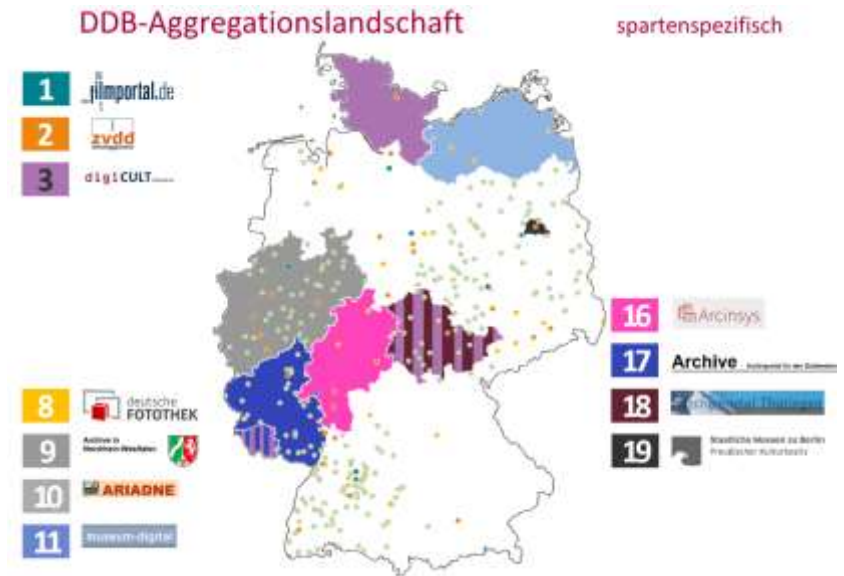 DDB-Aggregationslandschaft
spartenspezifisch
1
filmportal.de
2
zvdd
3
digiCULT
8
deutsche
FOTOTHEK
9
Archive in
Nordrhein-Westfalen
10
ARIADNE
11
museum-digital
16
Arcinsys
17
Archive
18
19
Staatliche Museen zu Berlin
Preußischer Kulturbesitz